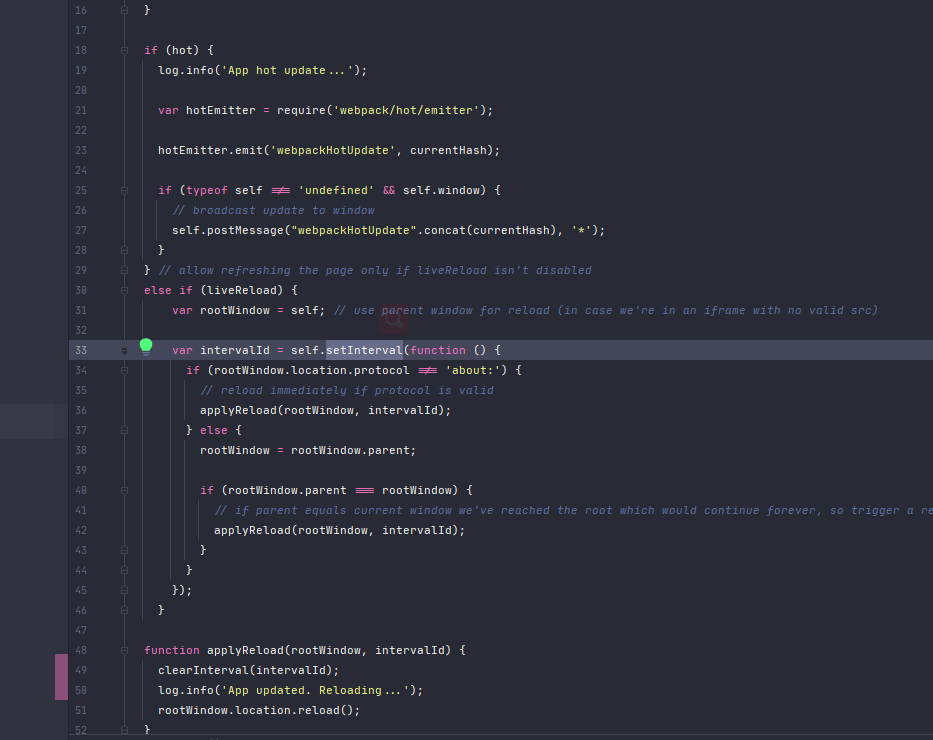 16 }
17
18 if (hot) {
19 log.info('App hot update...');
20
21 var hotEmitter = require('webpack/hot/emitter');
22
23 hotEmitter.emit('webpackHotUpdate', currentHash);
24
25 if (typeof self !== 'undefined' && self.window) {
26 // broadcast update to window
27 self.postMessage("webpackHotUpdate".concat(currentHash), '*');
28 }
29 } // allow refreshing the page only if liveReload isn't disabled
30 else if (liveReload) {
31 var rootWindow = self; // use parent window for reload (in case we're in an iframe with no valid src)
32
33 var intervalId = self.setInterval(function () {
34 if (rootWindow.location.protocol !== 'about:') {
35 // reload immediately if protocol is valid
36 applyReload(rootWindow, intervalId);
37 } else {
38 rootWindow = rootWindow.parent;
39
40 if (rootWindow.parent === rootWindow) {
41 // if parent equals current window we've reached the root which would continue forever, so trigger a re
42 applyReload(rootWindow, intervalId);
43 }
44 }
45 });
46 }
47
48 function applyReload(rootWindow, intervalId) {
49 clearInterval(intervalId);
50 log.info('App updated. Reloading...');
51 rootWindow.location.reload();
52 }